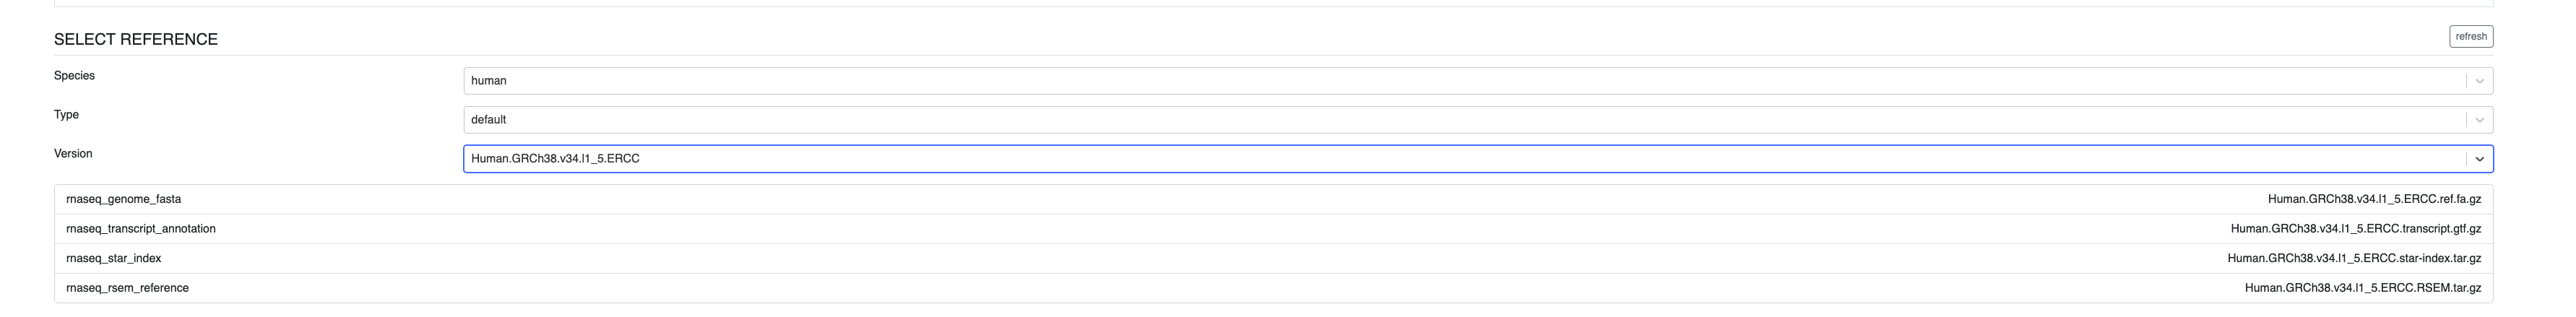 SELECT REFERENCE
refresh
Species
human
Type
default
Version
Human.GRCh38.v34.l1_5.ERCC
rnaseq_genome_fasta Human.GRCh38.v34.l1_5.ERCC.ref.fa.gz
rnaseq_transcript_annotation Human.GRCh38.v34.l1_5.ERCC.transcript.gtf.gz
rnaseq_star_index Human.GRCh38.v34.l1_5.ERCC.star-index.tar.gz
rnaseq_rsem_reference Human.GRCh38.v34.l1_5.ERCC.RSEM.tar.gz